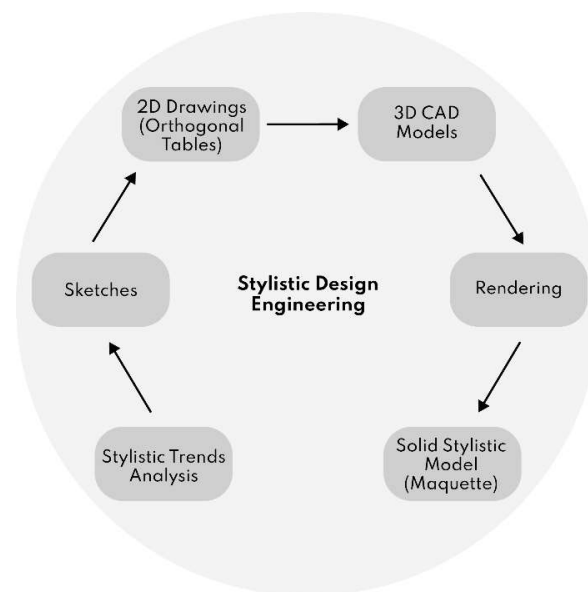 2D Drawings
(Orthogonal
Tables)
3D CAD
Models
Sketches
Stylistic Design
Engineering
Rendering
Stylistic Trends
Analysis
Solid Stylistic
Model
(Maquette)